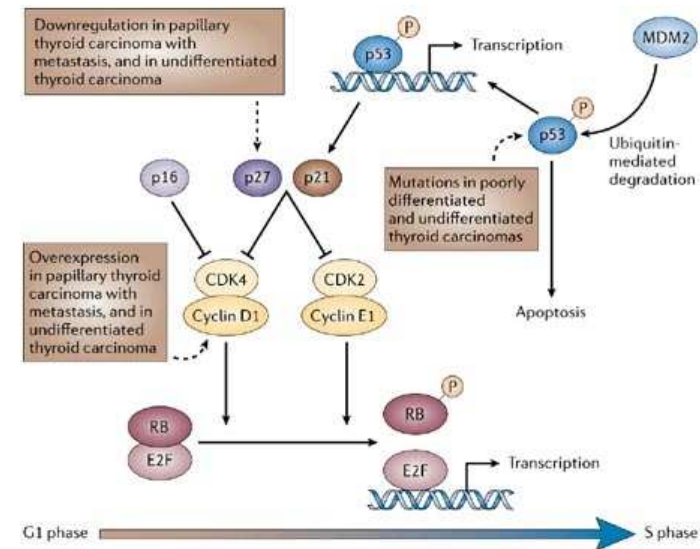 Downregulation in papillary
thyroid carcinoma with
metastasis, and in undifferentiated
thyroid carcinoma
P
p53
Transcription
MDM2
P
p53
Ubiquitin-
mediated
degradation
p16
p27
p21
Mutations in poorly
differentiated
and undifferentiated
thyroid carcinomas
Overexpression
in papillary thyroid
carcinoma with
metastasis, and in
undifferentiated
thyroid carcinoma
CDK4
Cyclin D1
CDK2
Cyclin E1
Apoptosis
P
RB
E2F
RB
E2F
Transcription
G1 phase
S phase